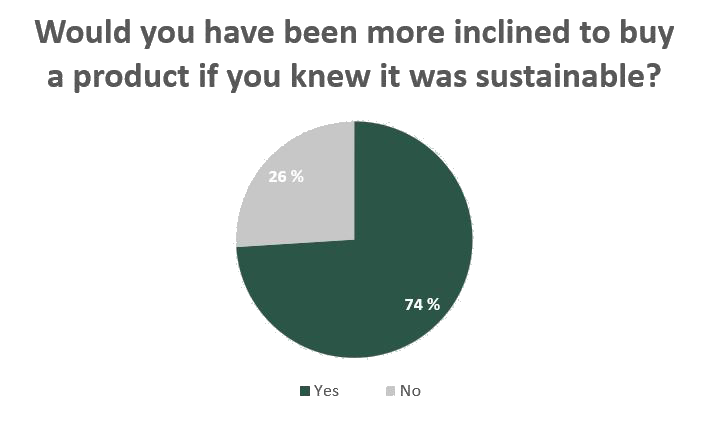 Would you have been more inclined to buy
a product if you knew it was sustainable?
26 %
74 %
Yes No